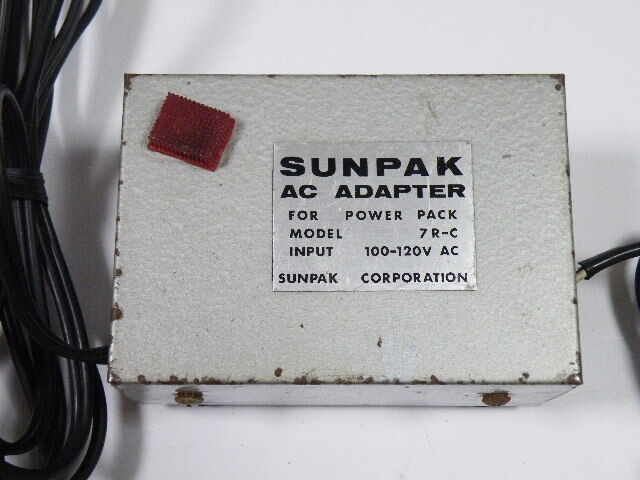 SUNPAK
AC ADAPTER
FOR POWER PACK
MODEL 7R-C
INPUT 100-120V AC
SUNPAK CORPORATION